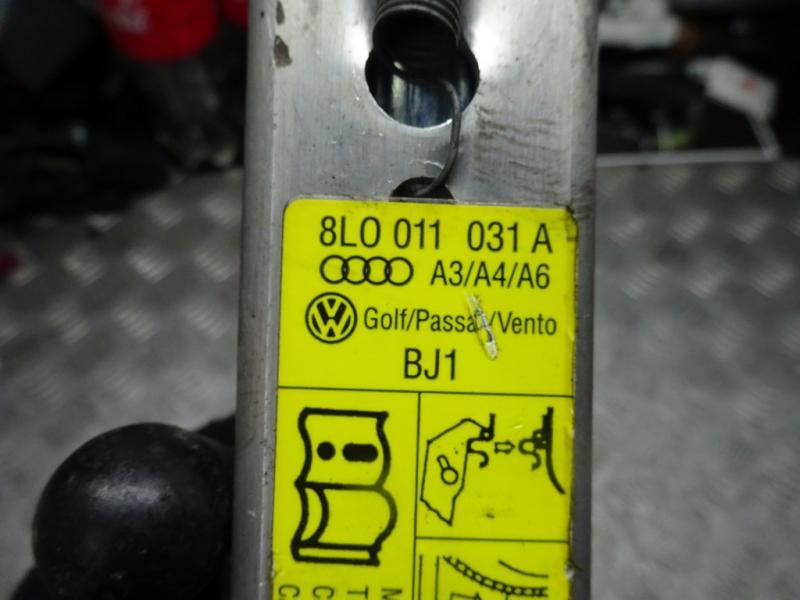 8L0 011 031 A
A3/A4/A6
Golf/Passat/Vento
BJ1